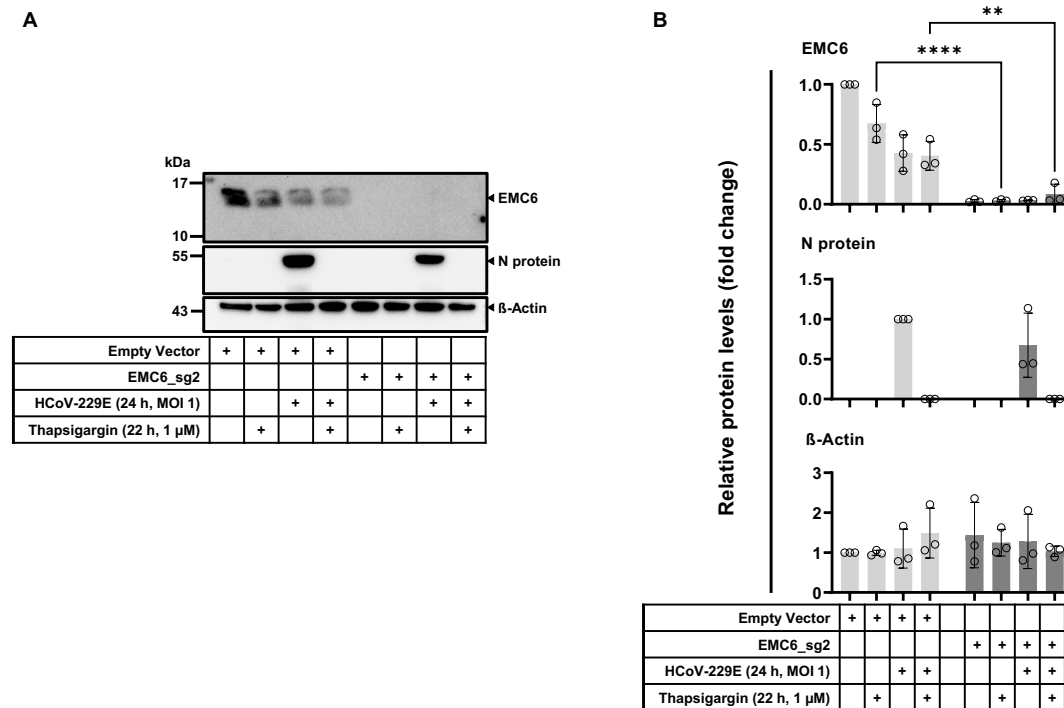 A
kDa
17
10
55
43
EMC6
N protein
ß-Actin
Empty Vector + + + +
EMC6_sg2 + + + +
HCoV-229E (24 h, MOI 1) + + + +
Thapsigargin (22 h, 1 µM) + + + +
B
**
EMC6
****
Relative protein levels (fold change)
1.0
0.5
0.0
N protein
1.5
1.0
0.5
0.0
ß-Actin
3
2
1
0
Empty Vector + + + +
EMC6_sg2 + + + +
HCoV-229E (24 h, MOI 1) + + + +
Thapsigargin (22 h, 1 µM) + + + +